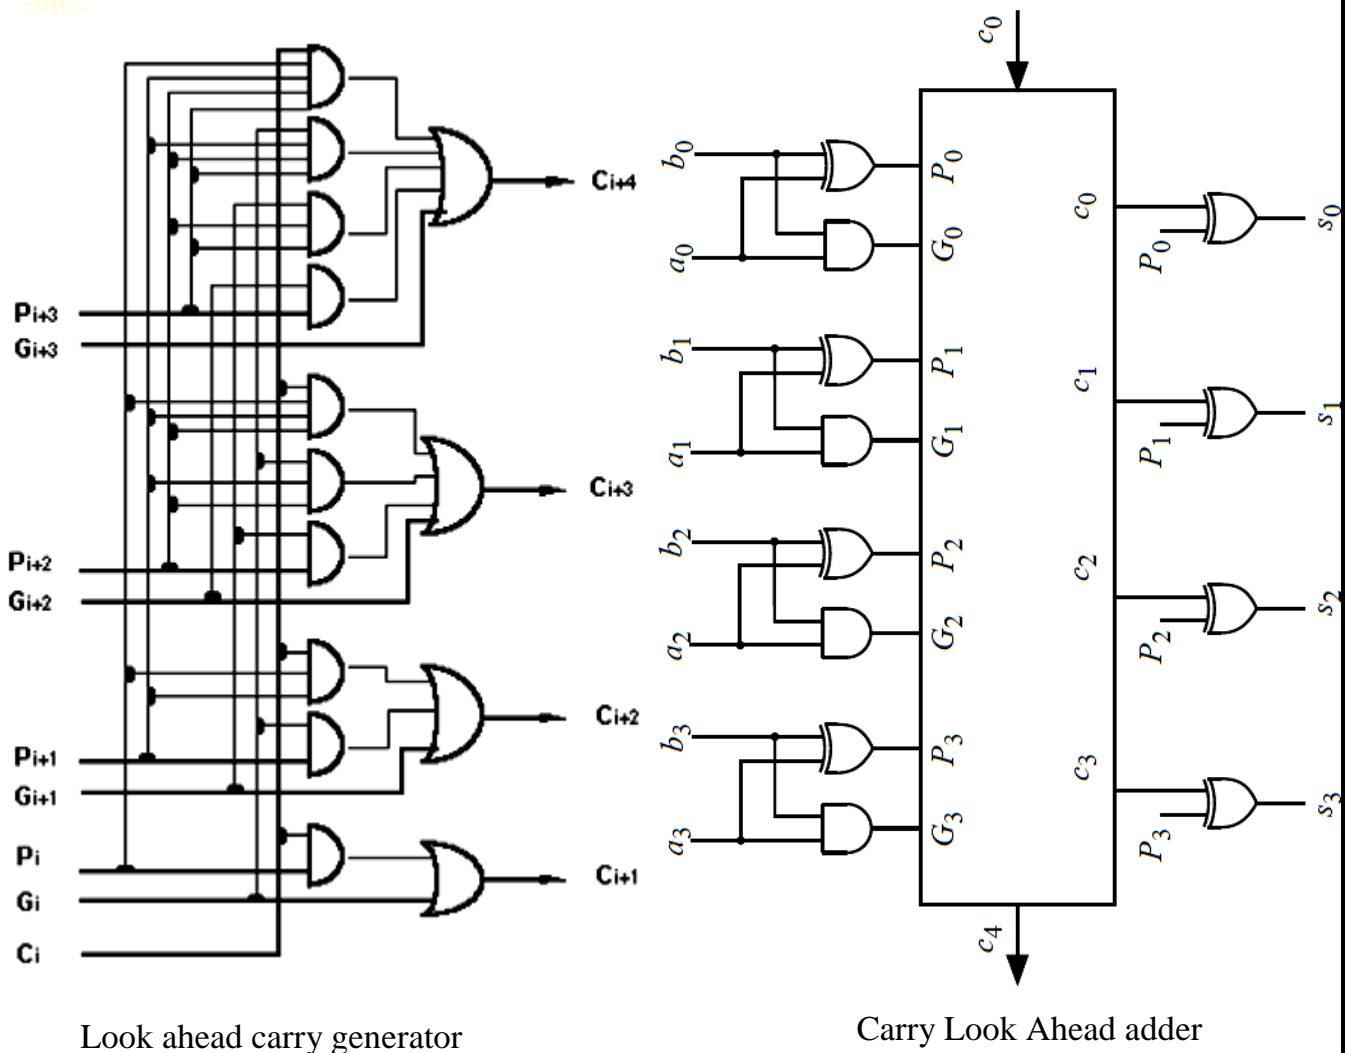 -bits.
Pi+3
Gi+3
Pi+2
Gi+2
Pi+1
Gi+1
Pi
Gi
Ci
Ci+4
Ci+3
Ci+2
Ci+1
Look ahead carry generator
c0
b0
a0
b1
a1
b2
a2
b3
a3
P0
G0
P1
G1
P2
G2
P3
G3
c0
c1
c2
c3
P0
P1
P2
P3
s0
s1
s2
s3
c4
Carry Look Ahead adder